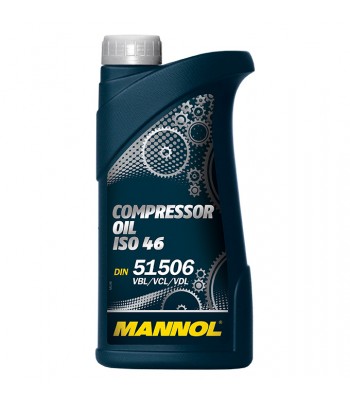 COMPRESSOR
OIL
ISO 46
DIN 51506
VBL/VCL/VDL
MANNOL